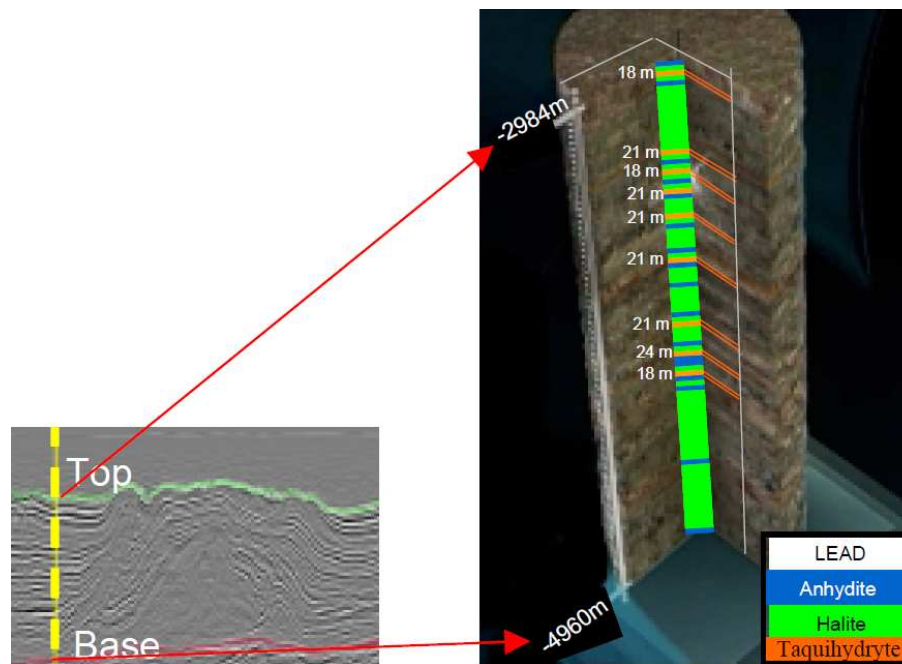 18 m
-2984m
21 m
18 m
21 m
21 m
21 m
21 m
24 m
18 m
Top
Base
-4960m
LEAD
Anhydite
Halite
Taquihydryte